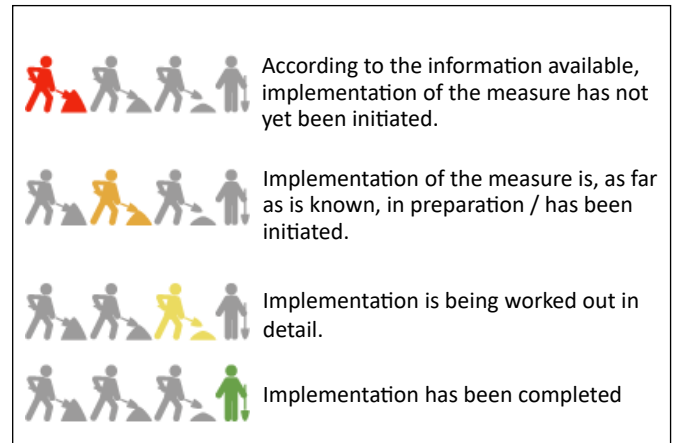 According to the information available,
implementation of the measure has not
yet been initiated.
Implementation of the measure is, as far
as is known, in preparation / has been
initiated.
Implementation is being worked out in
detail.
Implementation has been completed